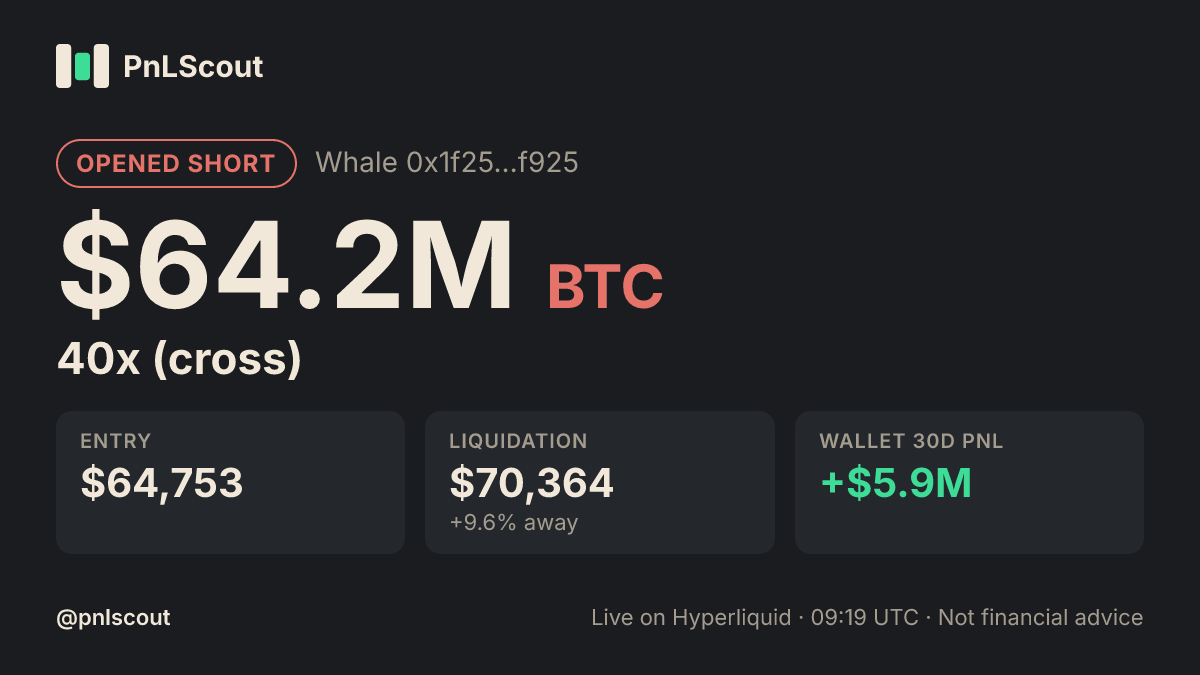 PnLScout
OPENED SHORT Whale 0x1f25...f925
$64.2M BTC
40x (cross)
ENTRY
$64,753
LIQUIDATION
$70,364
+9.6% away
WALLET 30D PNL
+$5.9M
@pnlscout
Live on Hyperliquid · 09:19 UTC · Not financial advice